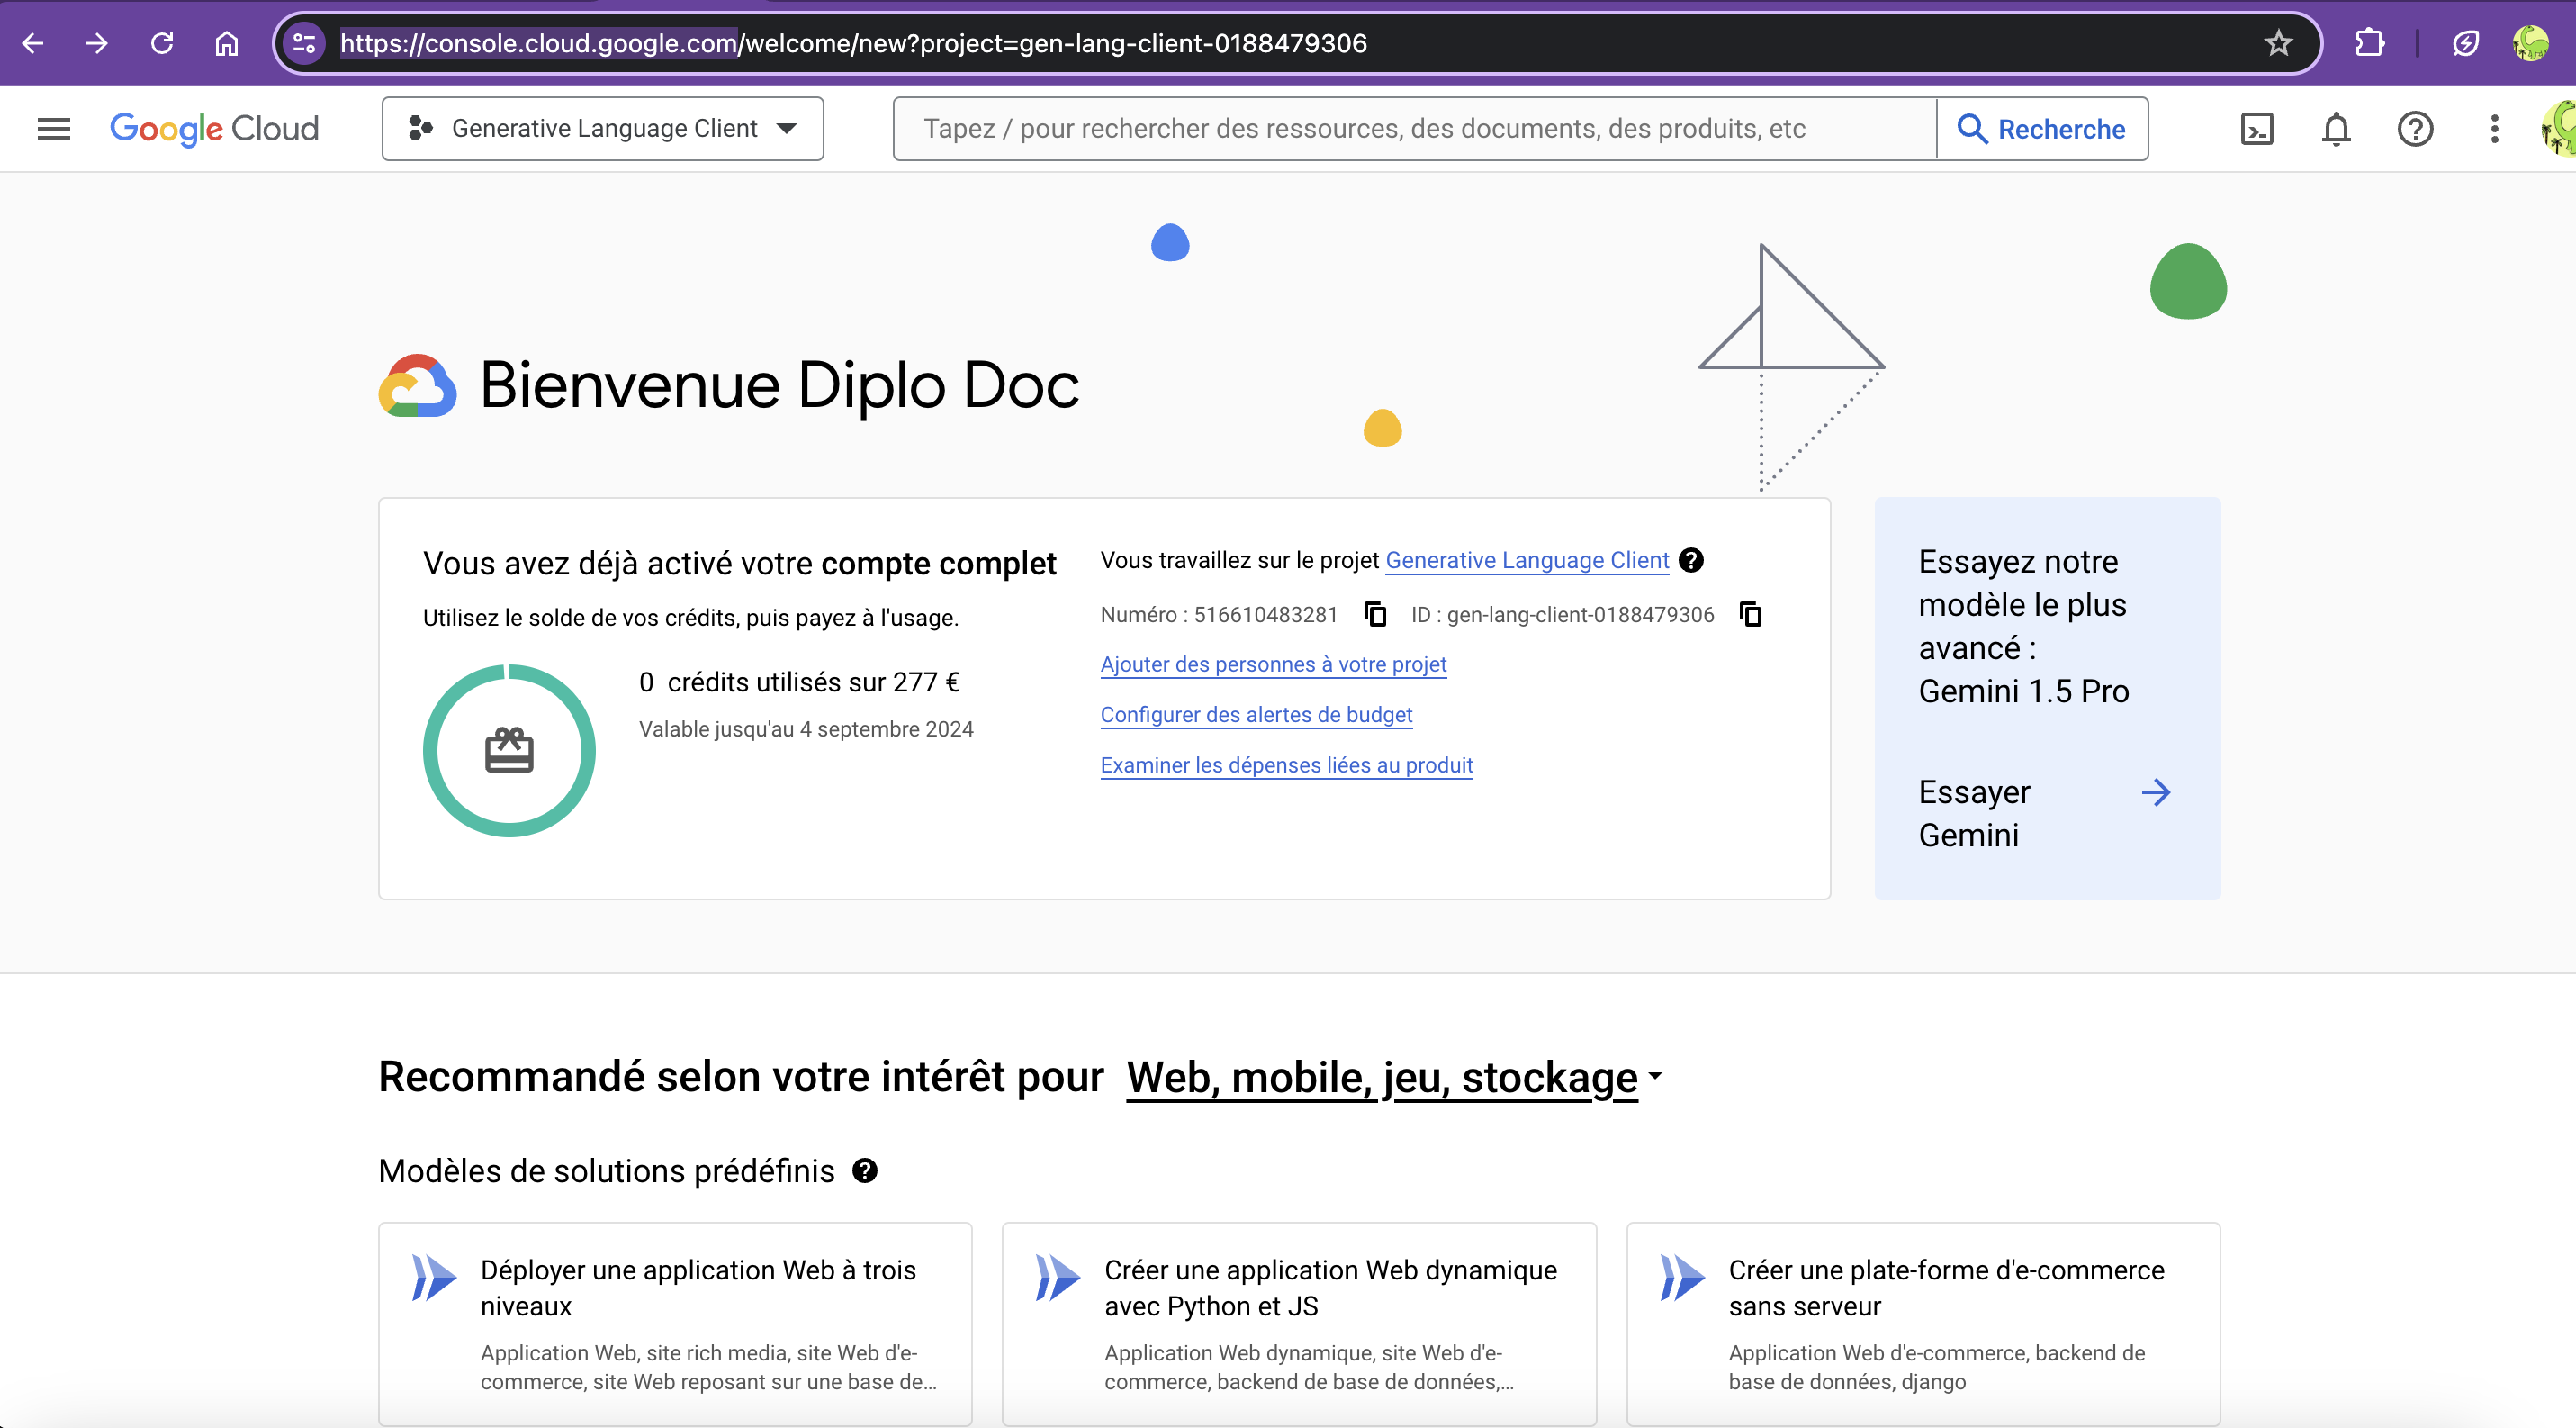 https://console.cloud.google.com/welcome/new?project=gen-lang-client-0188479306
Google Cloud
Generative Language Client
Tapez / pour rechercher des ressources, des documents, des produits, etc
Recherche
Bienvenue Diplo Doc
Vous avez déjà activé votre compte complet
Utilisez le solde de vos crédits, puis payez à l'usage.
0 crédits utilisés sur 277 €
Valable jusqu'au 4 septembre 2024
Vous travaillez sur le projet Generative Language Client
Numéro : 516610483281 ID : gen-lang-client-0188479306
Ajouter des personnes à votre projet
Configurer des alertes de budget
Examiner les dépenses liées au produit
Essayez notre
modèle le plus
avancé :
Gemini 1.5 Pro
Essayer
Gemini
Recommandé selon votre intérêt pour Web, mobile, jeu, stockage
Modèles de solutions prédéfinis
Déployer une application Web à trois
niveaux
Application Web, site rich media, site Web d'e-
commerce, site Web reposant sur une base de...
Créer une application Web dynamique
avec Python et JS
Application Web dynamique, site Web d'e-
commerce, backend de base de données,...
Créer une plate-forme d'e-commerce
sans serveur
Application Web d'e-commerce, backend de
base de données, django